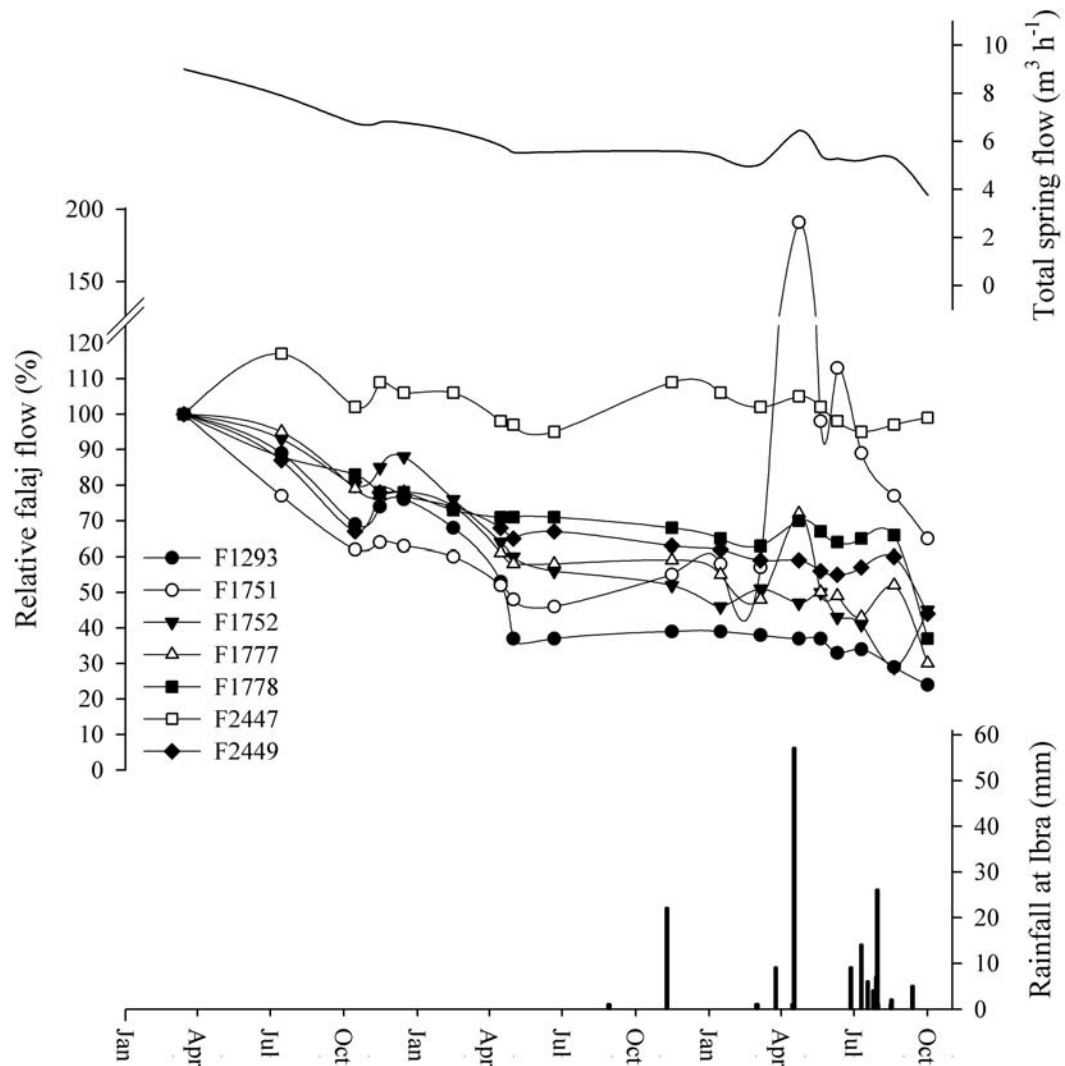 10
8
6
4
2
0
Total spring flow (m³ h⁻¹)
200
150
120
110
100
90
80
70
60
50
40
30
20
10
0
Relative falaj flow (%)
F1293
F1751
F1752
F1777
F1778
F2447
F2449
60
50
40
30
20
10
0
Rainfall at Ibra (mm)
Jan
Apr
Jul
Oct
Jan
Apr
Jul
Oct
Jan
Apr
Jul
Oct